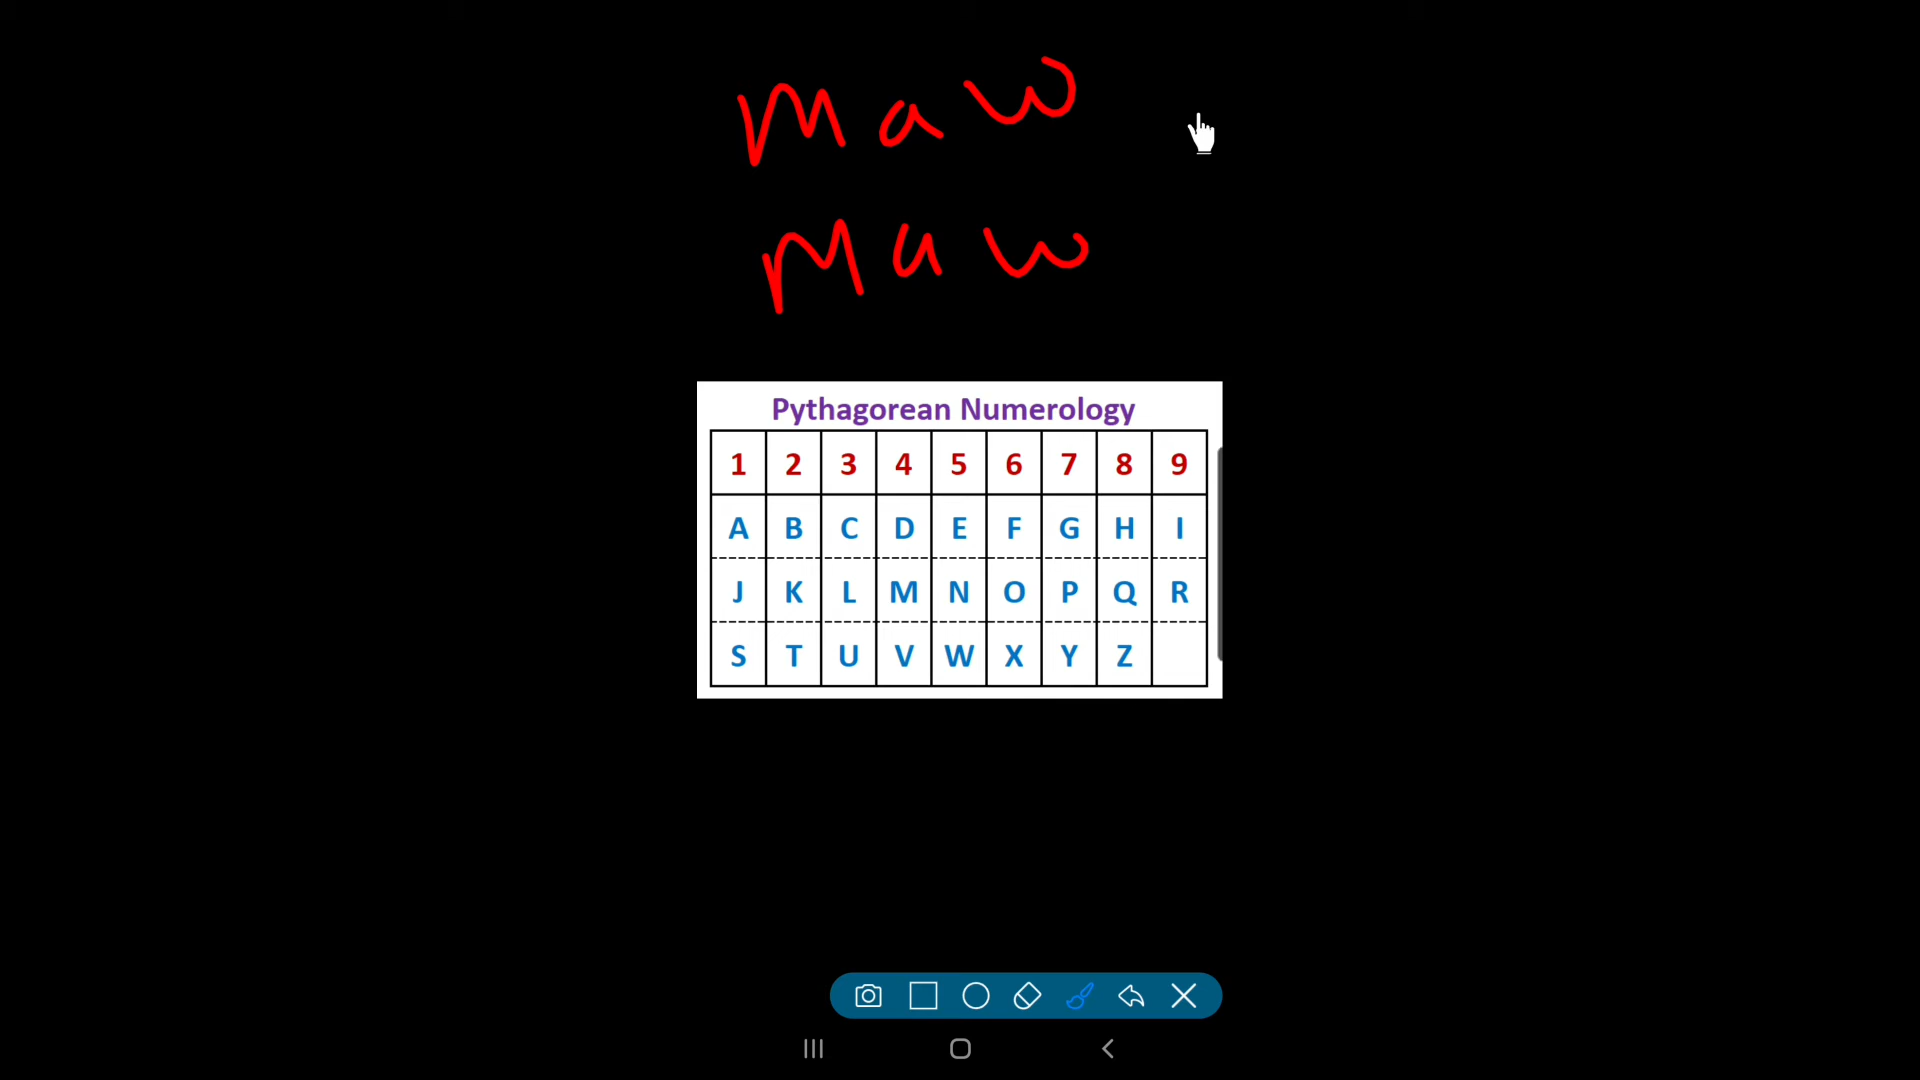 Maw
Maw
Pythagorean Numerology
1 2 3 4 5 6 7 8 9
A B C D E F G H I
J K L M N O P Q R
S T U V W X Y Z